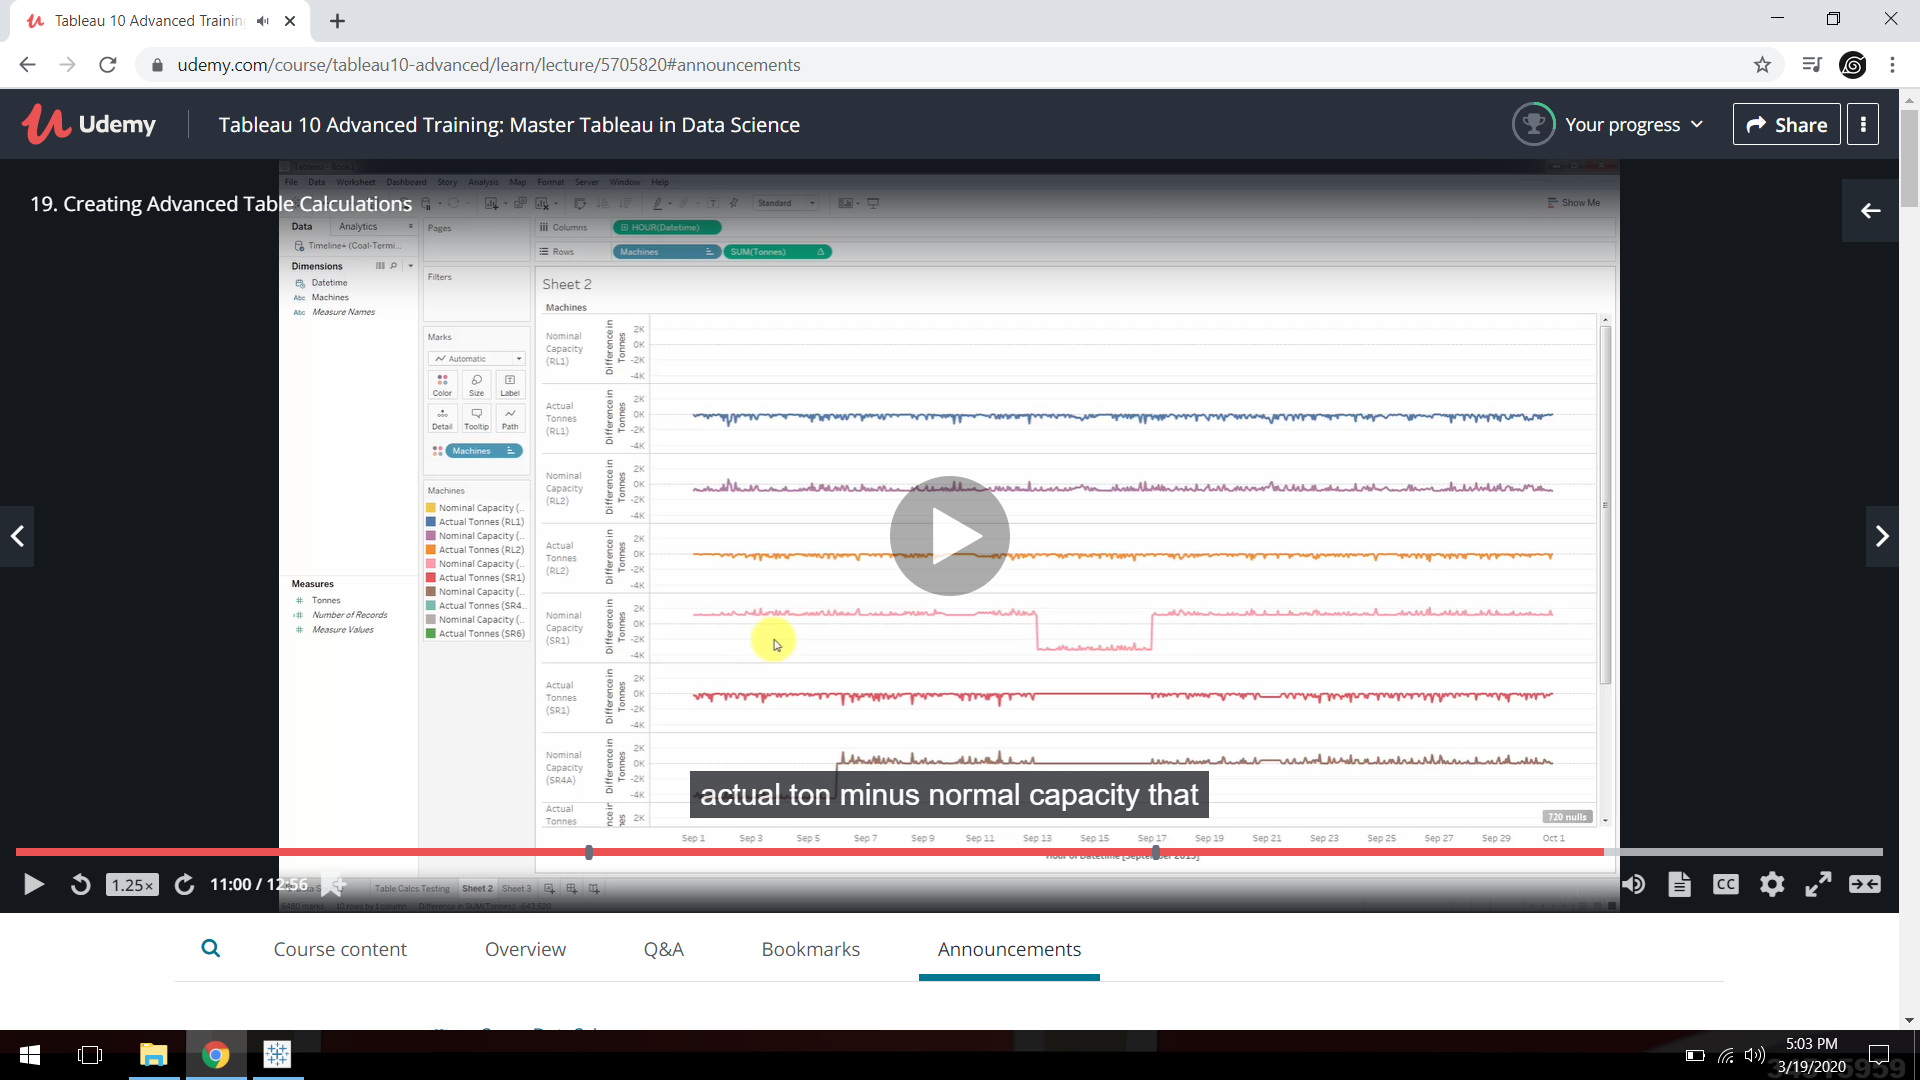 Tableau 10 Advanced Trainin
udemy.com/course/tableau10-advanced/learn/lecture/5705820#announcements
Udemy
Tableau 10 Advanced Training: Master Tableau in Data Science
Your progress
Share
File Data Worksheet Dashboard Story Analysis Map Format Server Window Help
19. Creating Advanced Table Calculations
Standard
Show Me
Data Analytics
Pages
Columns HOUR(Datetime)
Timeline+ (Coal-Termi...
Rows Machines SUM(Tonnes)
Dimensions
Filters
Sheet 2
Datetime
Abc Machines
Abc Measure Names
Machines
Marks
Automatic
Color Size Label
Detail Tooltip Path
Machines
Machines
Nominal Capacity (..
Actual Tonnes (RL1)
Nominal Capacity (..
Actual Tonnes (RL2)
Nominal Capacity (..
Actual Tonnes (SR1)
Nominal Capacity (..
Actual Tonnes (SR4..
Nominal Capacity (..
Actual Tonnes (SR6)
Measures
Tonnes
Number of Records
Measure Values
Nominal Capacity (RL1) Difference in Tonnes 2K 0K -2K -4K
Actual Tonnes (RL1) Difference in Tonnes 2K 0K -2K -4K
Nominal Capacity (RL2) Difference in Tonnes 2K 0K -2K -4K
Actual Tonnes (RL2) Difference in Tonnes 2K 0K -2K -4K
Nominal Capacity (SR1) Difference in Tonnes 2K 0K -2K -4K
Actual Tonnes (SR1) Difference in Tonnes 2K 0K -2K -4K
Nominal Capacity (SR4A) Difference in Tonnes 2K 0K -2K -4K
Actual Tonnes 2K
actual ton minus normal capacity that
720 nulls
Sep 1 Sep 3 Sep 5 Sep 7 Sep 9 Sep 11 Sep 13 Sep 15 Sep 17 Sep 19 Sep 21 Sep 23 Sep 25 Sep 27 Sep 29 Oct 1
1.25x
11:00 / 12:56
Table Calcs Testing Sheet 2 Sheet 3
CC
Course content Overview Q&A Bookmarks Announcements
5:03 PM
3/19/2020